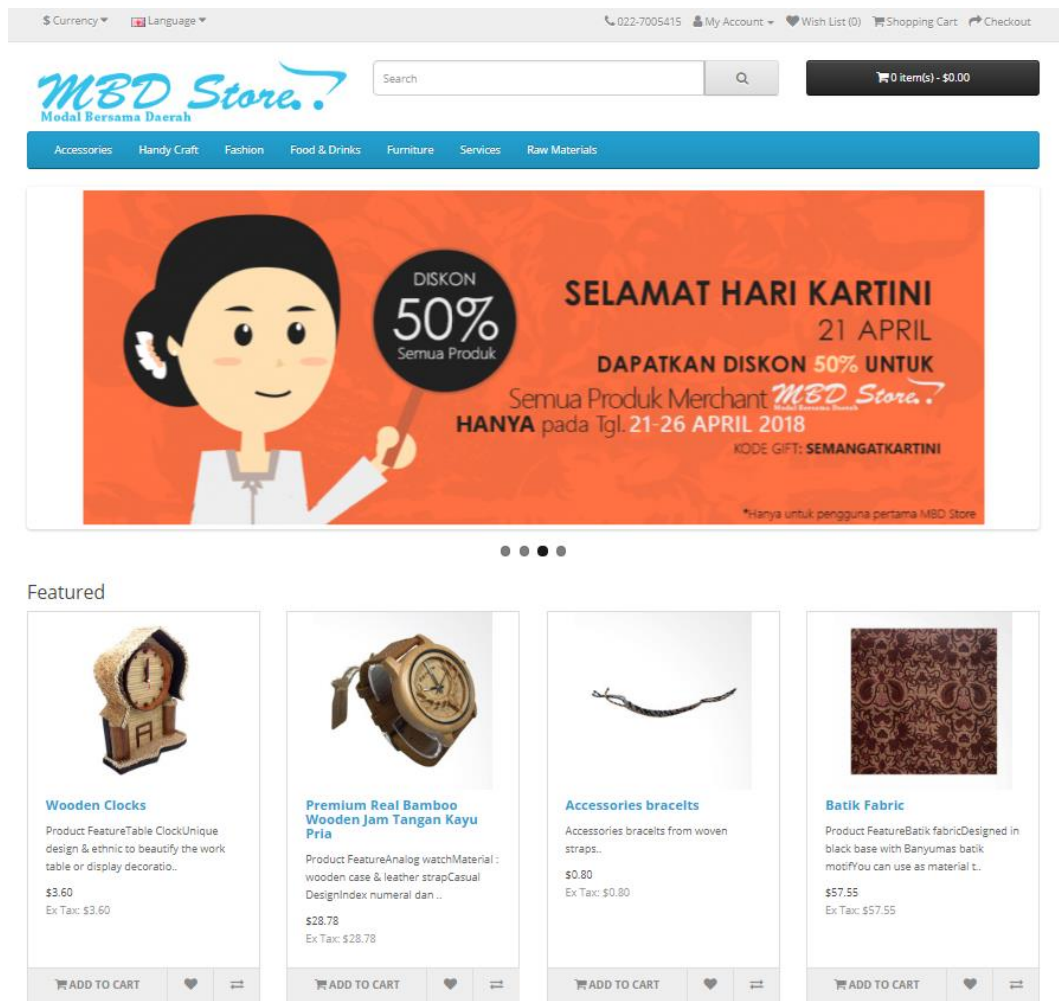 $ Currency
Language
022-7005415
My Account
Wish List (0)
Shopping Cart
Checkout
MBD Store
Modal Bersama Daerah
Search
0 item(s) - $0.00
Accessories
Handy Craft
Fashion
Food & Drinks
Furniture
Services
Raw Materials
DISKON
50%
Semua Produk
SELAMAT HARI KARTINI
21 APRIL
DAPATKAN DISKON 50% UNTUK
Semua Produk Merchant MBD Store
Modal Bersama Daerah
HANYA pada Tgl. 21-26 APRIL 2018
KODE GIFT: SEMANGATKARTINI
*Hanya untuk pengguna pertama MBD Store
Featured
Wooden Clocks
Product FeatureTable ClockUnique
design & ethnic to beautify the work
table or display decoratio..
$3.60
Ex Tax: $3.60
ADD TO CART
Premium Real Bamboo
Wooden Jam Tangan Kayu
Pria
Product FeatureAnalog watchMaterial :
wooden case & leather strapCasual
DesignIndex numeral dan ..
$28.78
Ex Tax: $28.78
ADD TO CART
Accessories bracelts
Accessories bracelts from woven
straps..
$0.80
Ex Tax: $0.80
ADD TO CART
Batik Fabric
Product FeatureBatik fabricDesigned in
black base with Banyumas batik
motifYou can use as material t..
$57.55
Ex Tax: $57.55
ADD TO CART